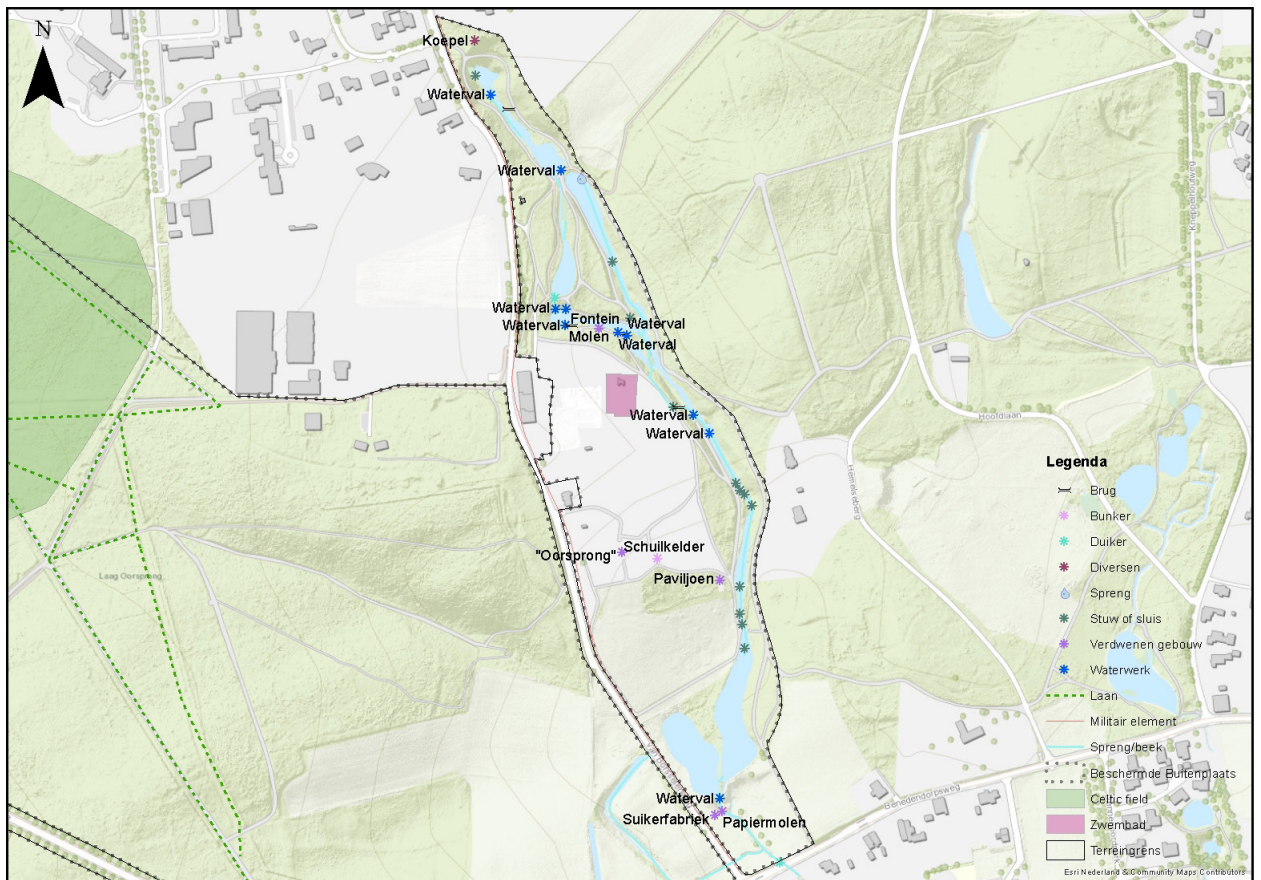 N
Koepel
Waterval
Waterval
Kneppelhoutweg
Waterval
Fontein
Waterval
Waterval
Molen
Waterval
Waterval
Hoofdlaan
Waterval
Hemelseberg
"Oorsprong"
Schuilkelder
Laag Oorsprong
Paviljoen
Waterval
Suikerfabriek
Papiermolen
Benedendorpsweg
Legenda
Brug
Bunker
Duiker
Diversen
Spreng
Stuw of sluis
Verdwenen gebouw
Waterwerk
Laan
Militair element
Spreng/beek
Beschermde Buitenplaats
Celtic field
Zwembad
Terreingrens
Esri Nederland & Community Maps Contributors